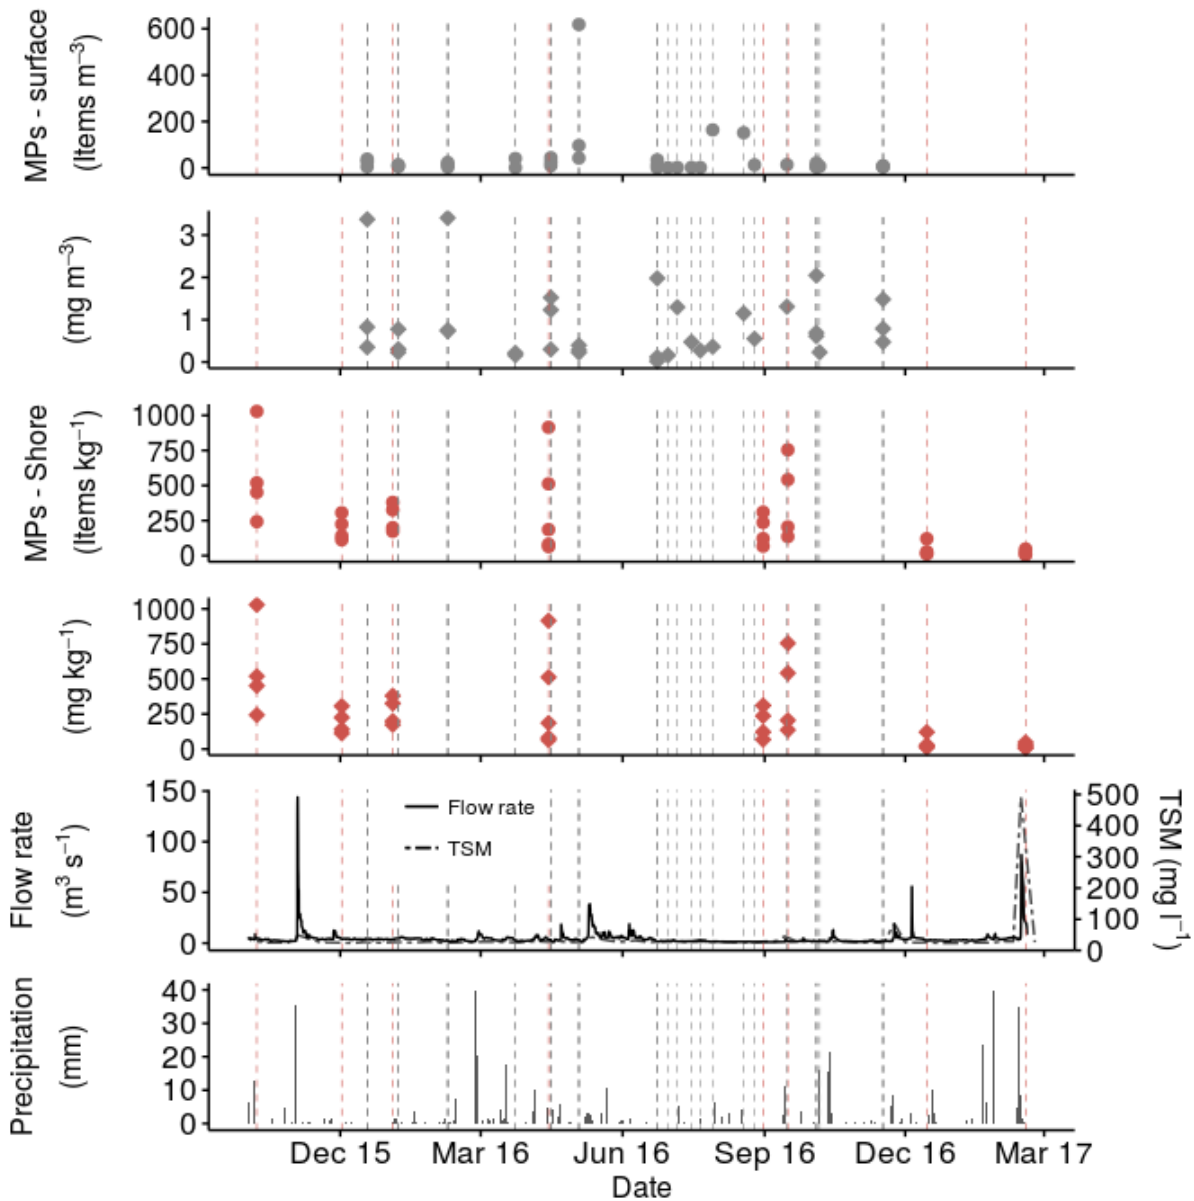 MPs - surface
(Items m⁻³)
600
400
200
0
(mg m⁻³)
3
2
1
0
MPs - Shore
(Items kg⁻¹)
1000
750
500
250
0
(mg kg⁻¹)
1000
750
500
250
0
Flow rate
(m³ s⁻¹)
150
100
50
0
Flow rate
TSM
500
400
300
200
100
0
TSM (mg l⁻¹)
Precipitation
(mm)
40
30
20
10
0
Dec 15 Mar 16 Jun 16 Sep 16 Dec 16 Mar 17
Date